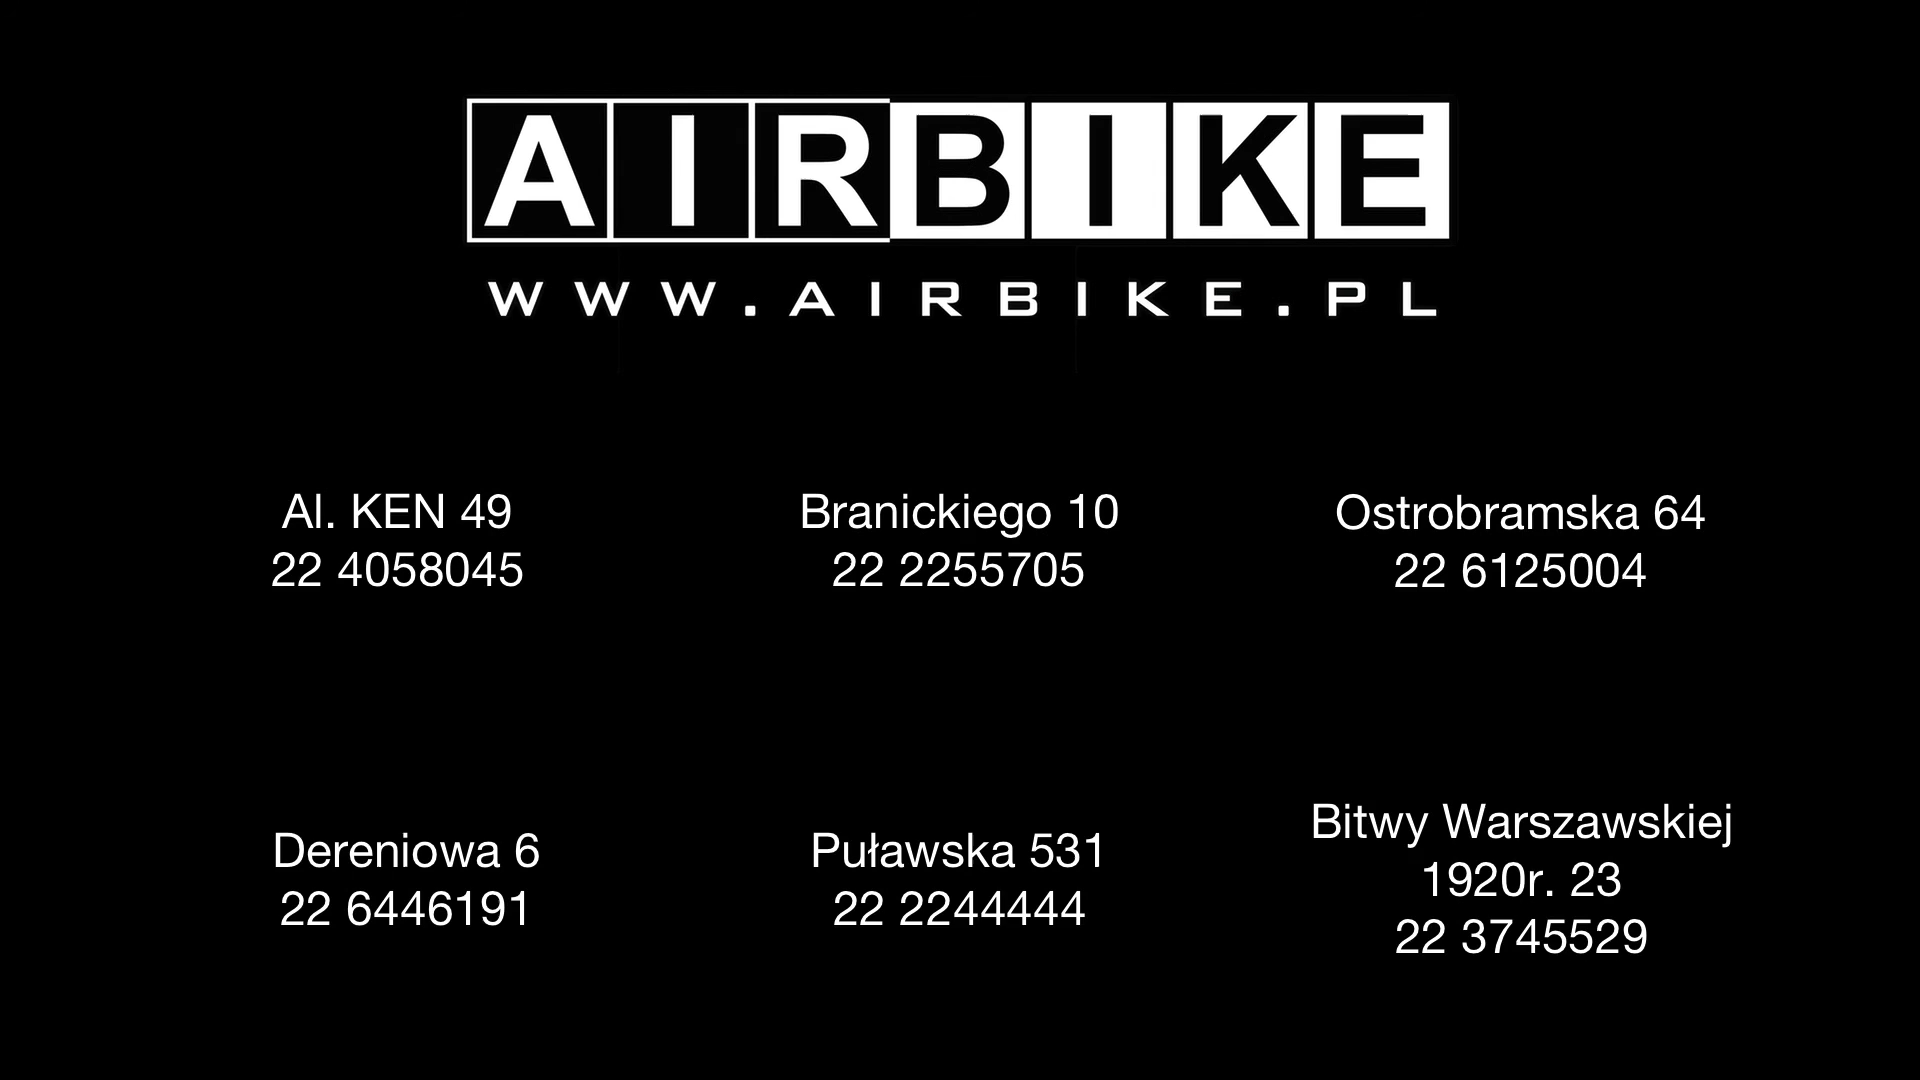 AIRBIKE
WWW.AIRBIKE.PL
Al. KEN 49
22 4058045
Branickiego 10
22 2255705
Ostrobramska 64
22 6125004
Dereniowa 6
22 6446191
Puławska 531
22 2244444
Bitwy Warszawskiej
1920r. 23
22 3745529